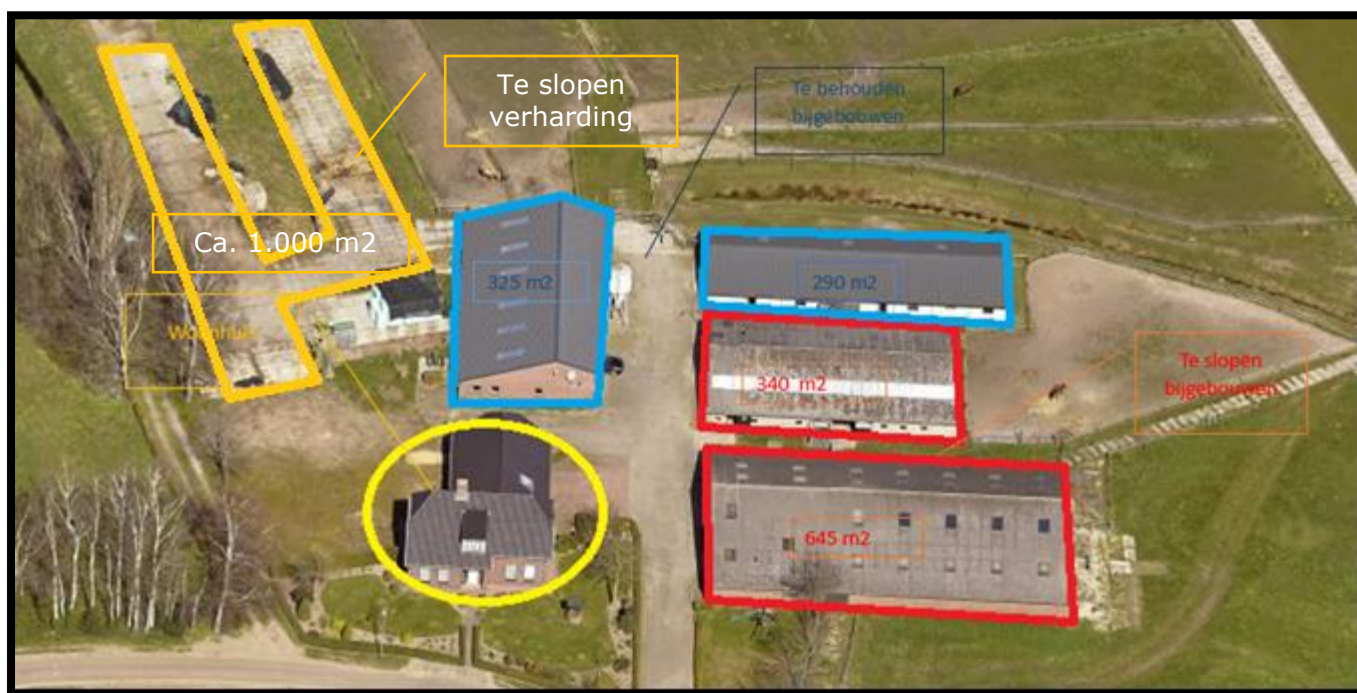 Te slopen
verharding
Te behouden
bijgebouwen
Ca. 1.000 m2
325 m2
290 m2
Woonhuis
340 m2
Te slopen
bijgebouwen
645 m2